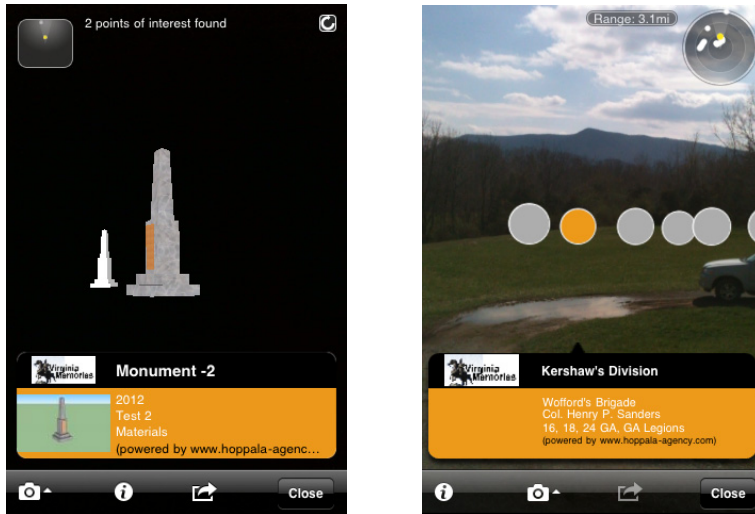 2 points of interest found
Virginia
Memories
Monument -2
2012
Test 2
Materials
(powered by www.hoppala-agenc...
Close
Range: 3.1mi
Virginia
Memories
Kershaw's Division
Wofford's Brigade
Col. Henry P. Sanders
16, 18, 24 GA, GA Legions
(powered by www.hoppala-agency.com)
Close